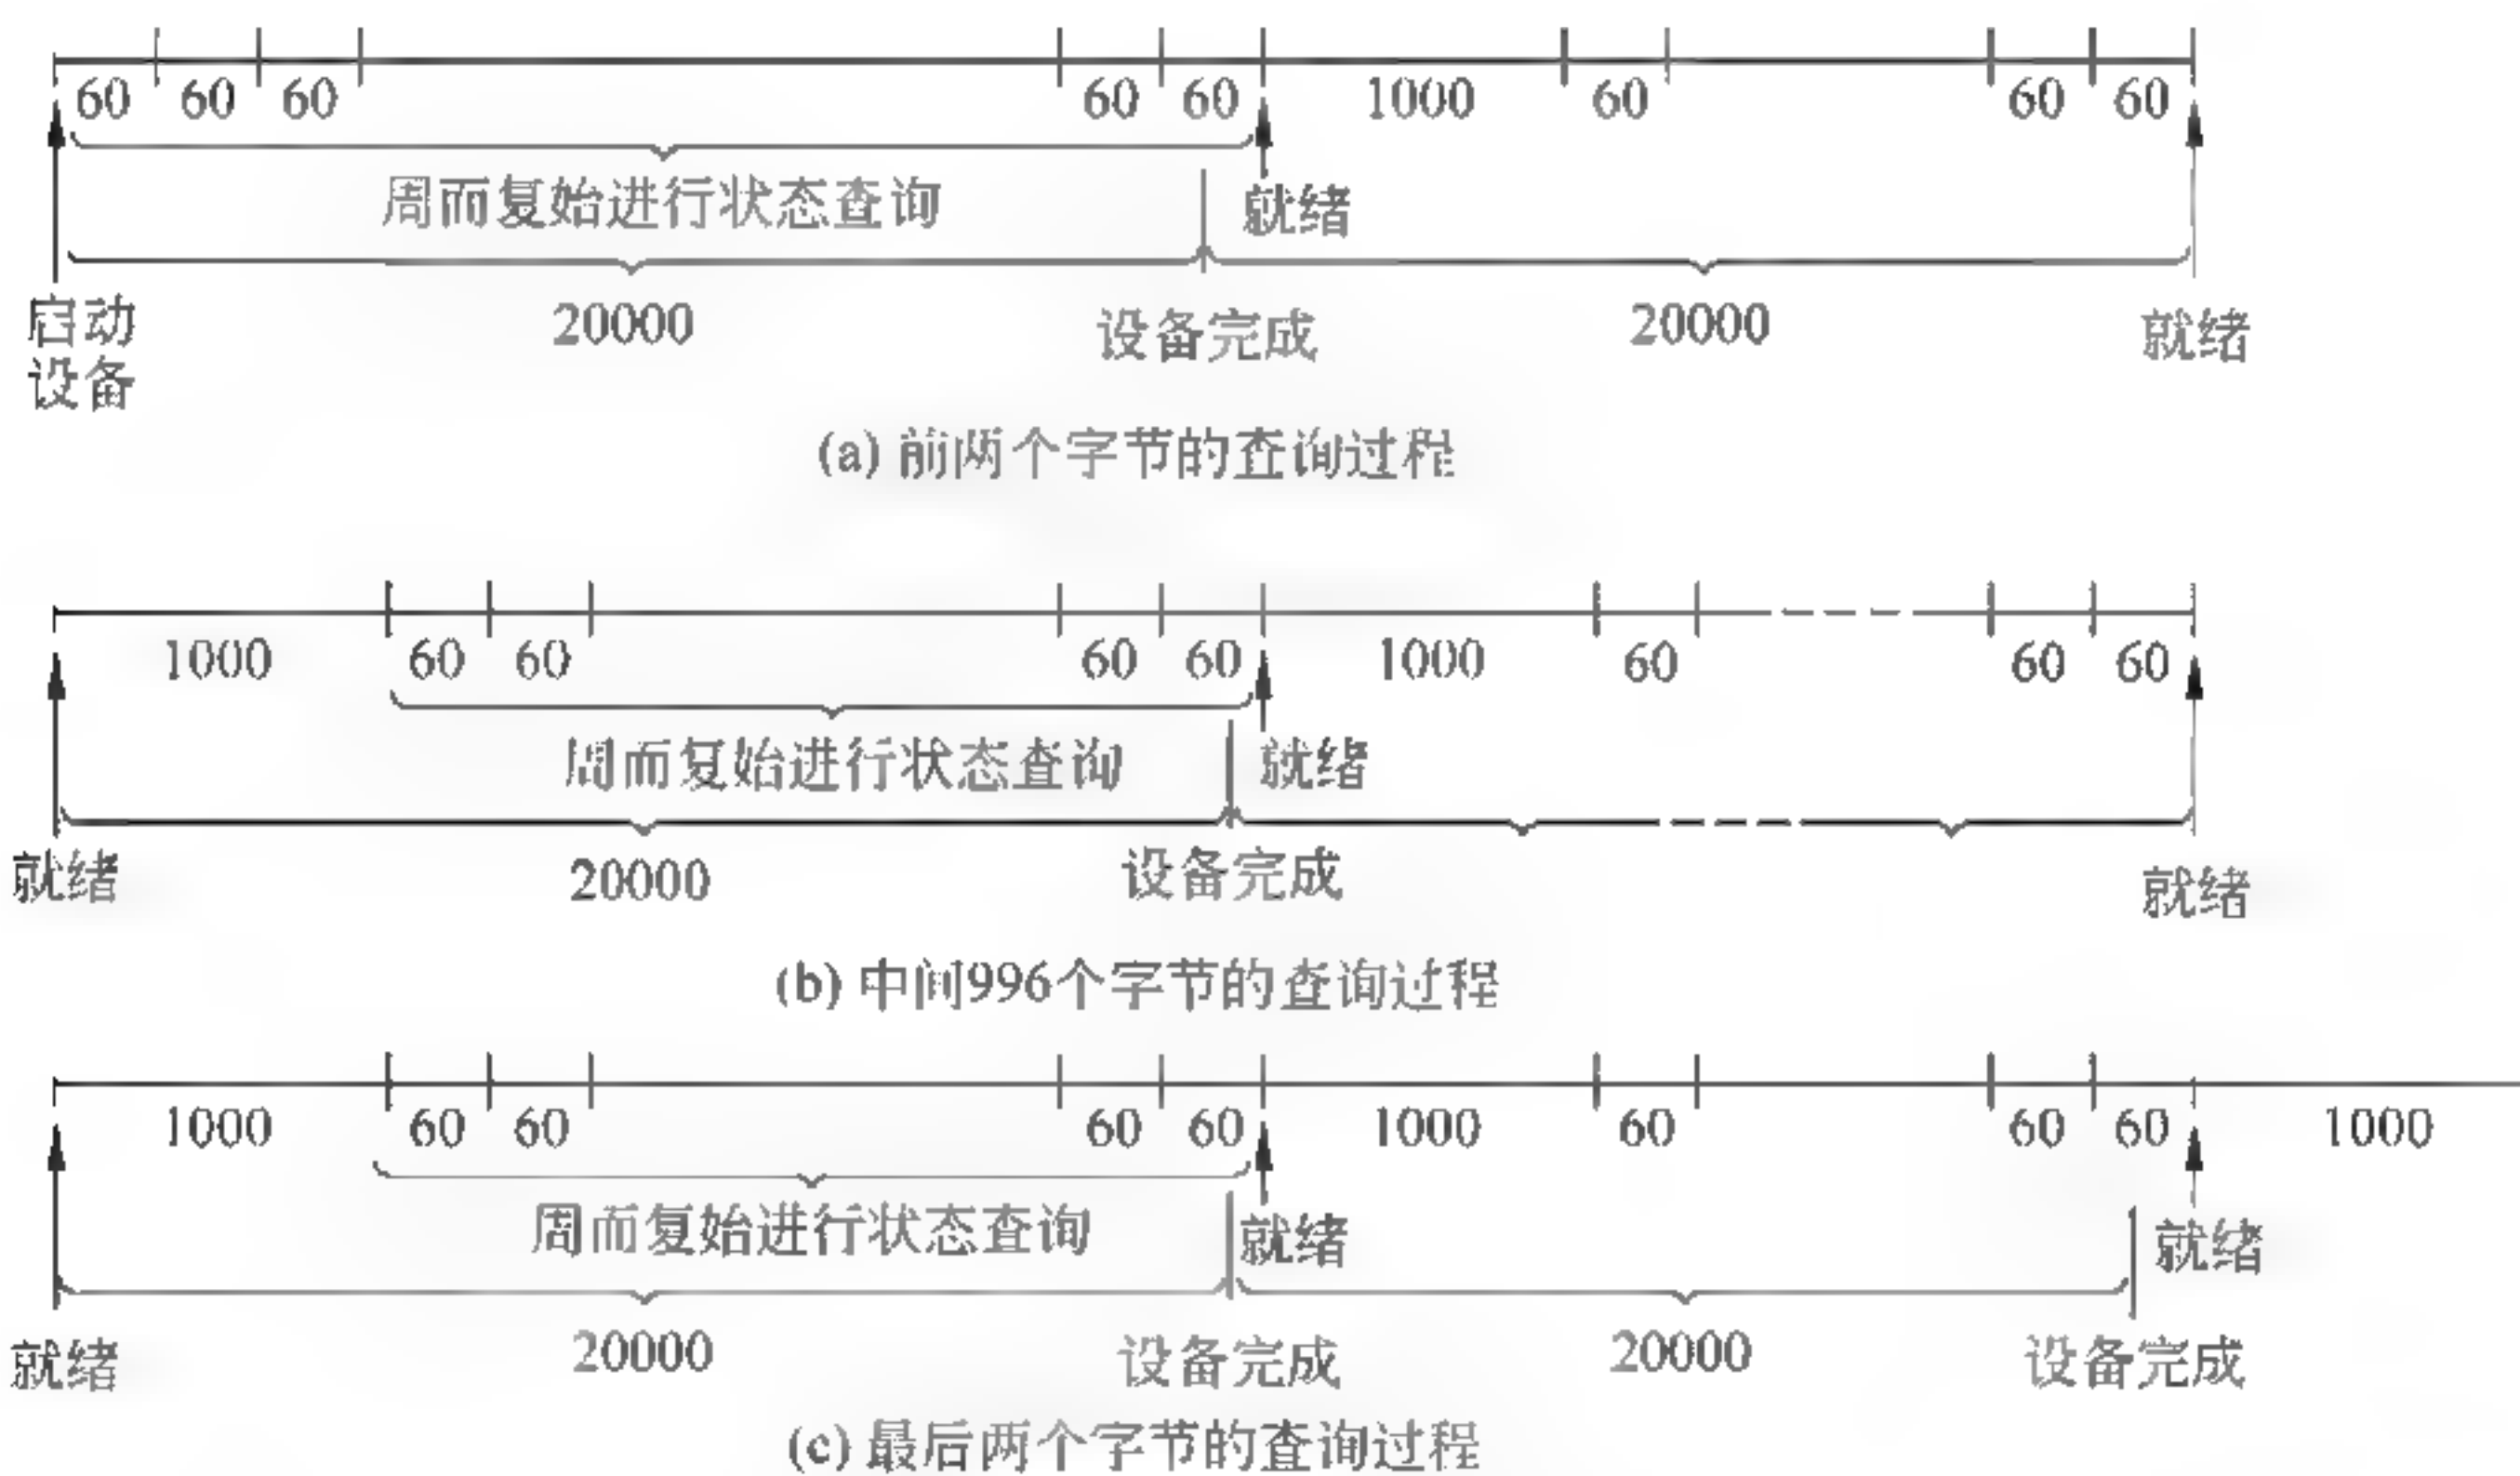 60 60 60 60 60 1000 60 60 60
周而复始进行状态查询 就绪
启动
设备
20000 设备完成 20000 就绪
(a) 前两个字节的查询过程
1000 60 60 60 60 1000 60 60 60
周而复始进行状态查询 就绪
就绪 20000 设备完成 就绪
(b) 中间996个字节的查询过程
1000 60 60 60 60 1000 60 60 60 1000
周而复始进行状态查询 就绪 就绪
就绪 20000 设备完成 20000 设备完成
(c) 最后两个字节的查询过程